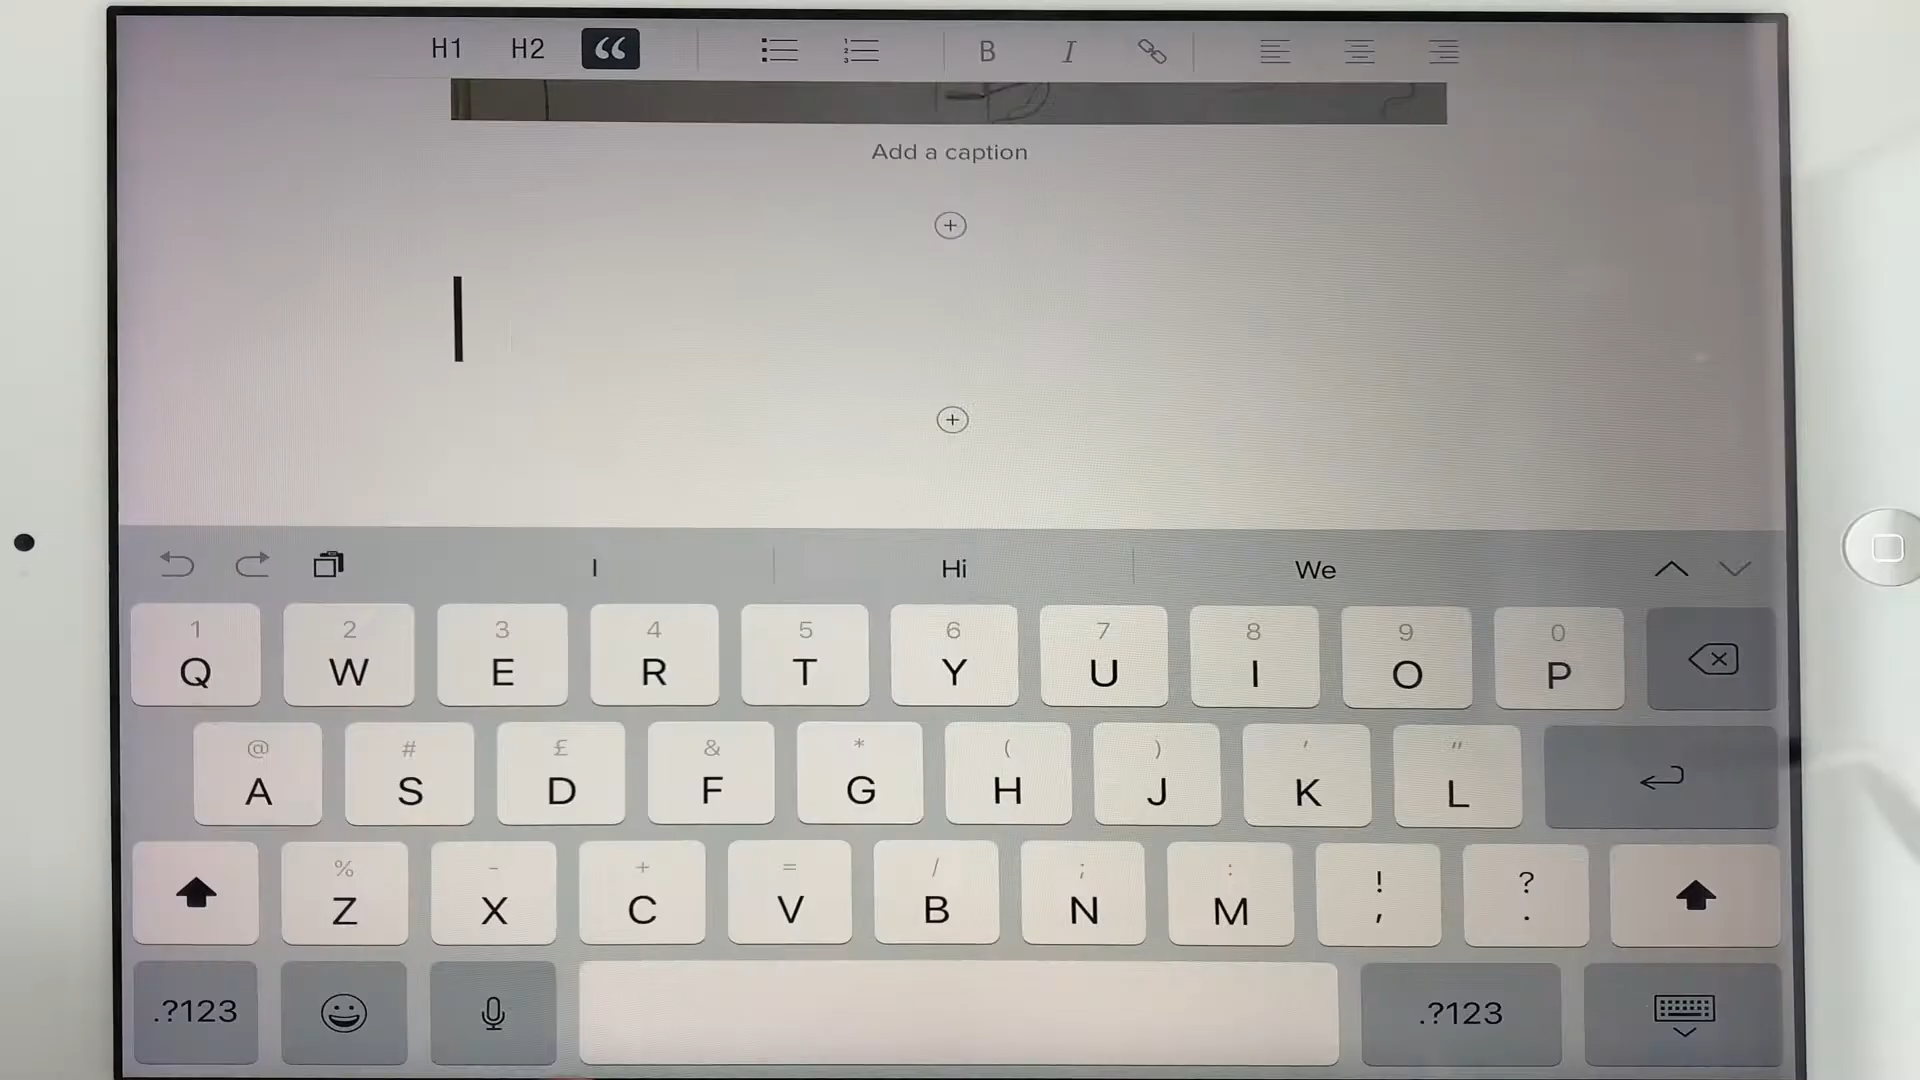 H1 H2 “ B I
Add a caption
I Hi We
1 2 3 4 5 6 7 8 9 0
Q W E R T Y U I O P
@ # £ & * ( ) ' "
A S D F G H J K L
% - + = / ; : ! ?
Z X C V B N M , .
.?123 .?123